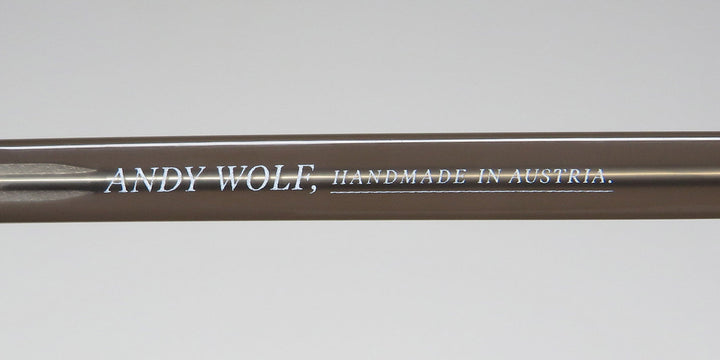 ANDY WOLF, HANDMADE IN AUSTRIA.